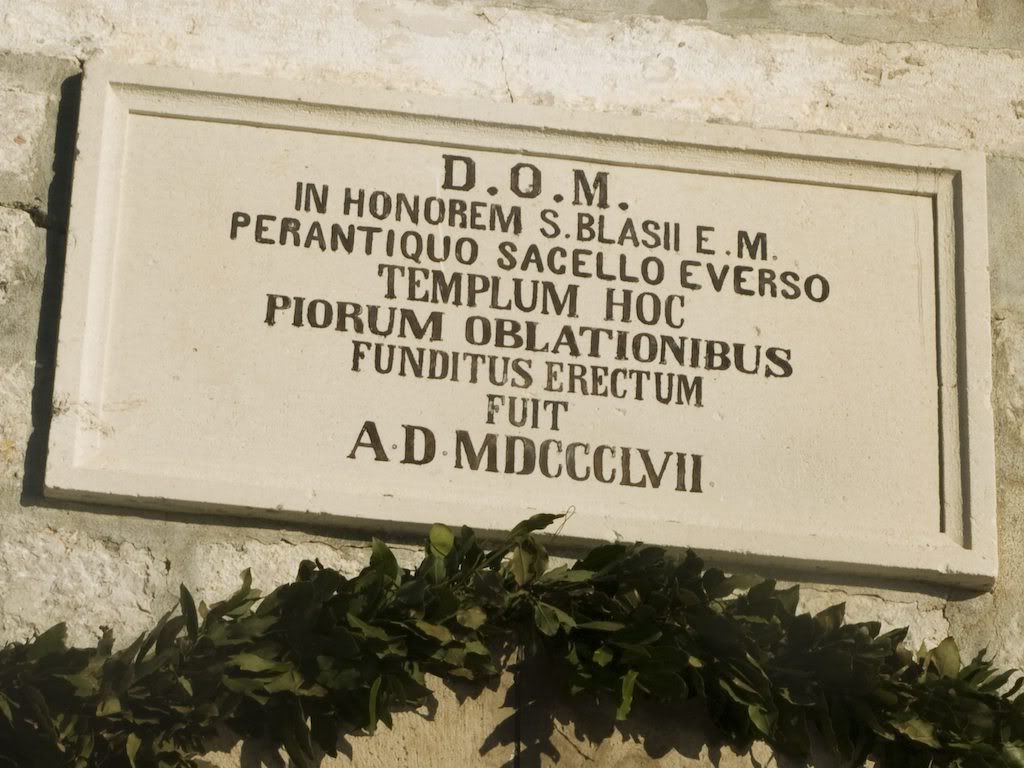 D.O.M.
IN HONOREM S.BLASII E.M.
PERANTIQUO SACELLO EVERSO
TEMPLUM HOC
PIORUM OBLATIONIBUS
FUNDITUS ERECTUM
FUIT
A.D.MDCCCLVII